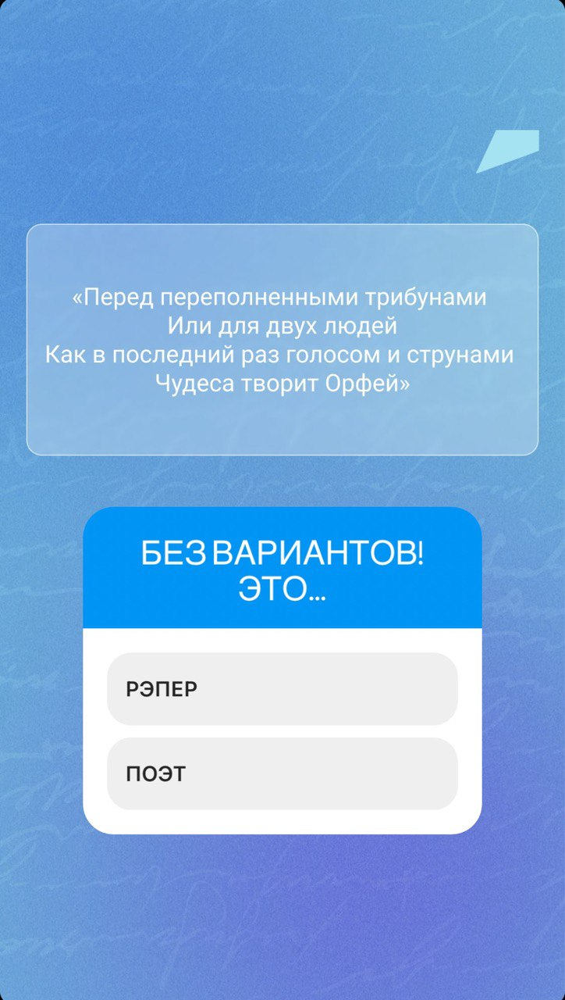 «Перед переполненными трибунами
Или для двух людей
Как в последний раз голосом и струнами
Чудеса творит Орфей»
БЕЗ ВАРИАНТОВ!
ЭТО...
РЭПЕР
ПОЭТ